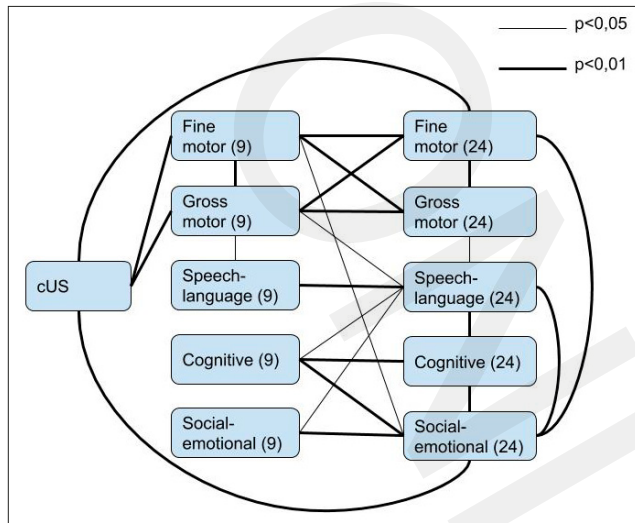 p<0,05
p<0,01
Fine
motor (9)
Fine
motor (24)
Gross
motor (9)
Gross
motor (24)
cUS
Speech-
language (9)
Speech-
language (24)
Cognitive (9)
Cognitive (24)
Social-
emotional (9)
Social-
emotional (24)